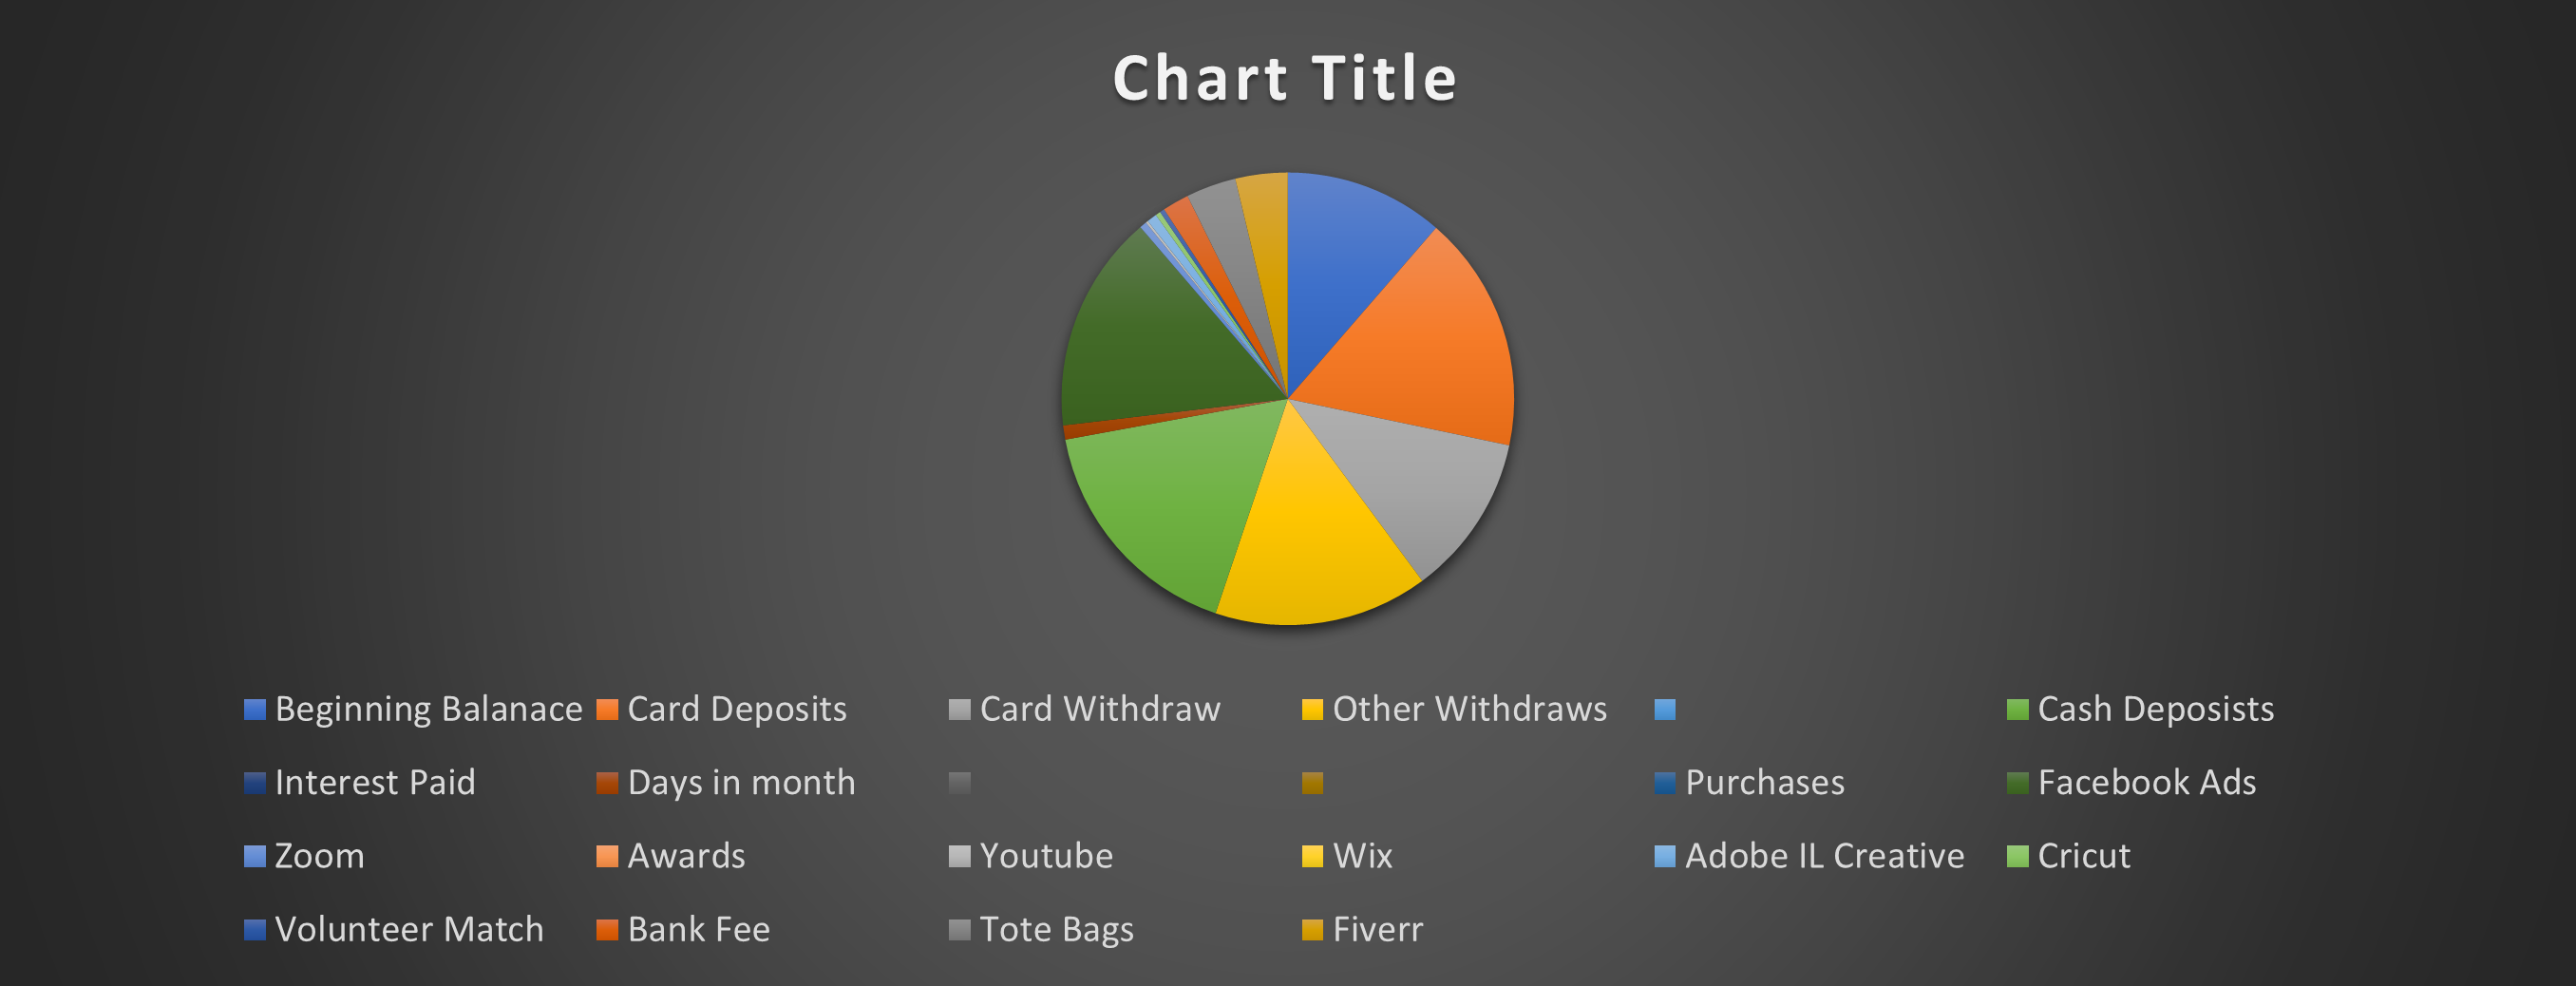 Chart Title
Beginning Balanace Card Deposits Card Withdraw Other Withdraws Cash Deposists
Interest Paid Days in month Purchases Facebook Ads
Zoom Awards Youtube Wix Adobe IL Creative Cricut
Volunteer Match Bank Fee Tote Bags Fiverr